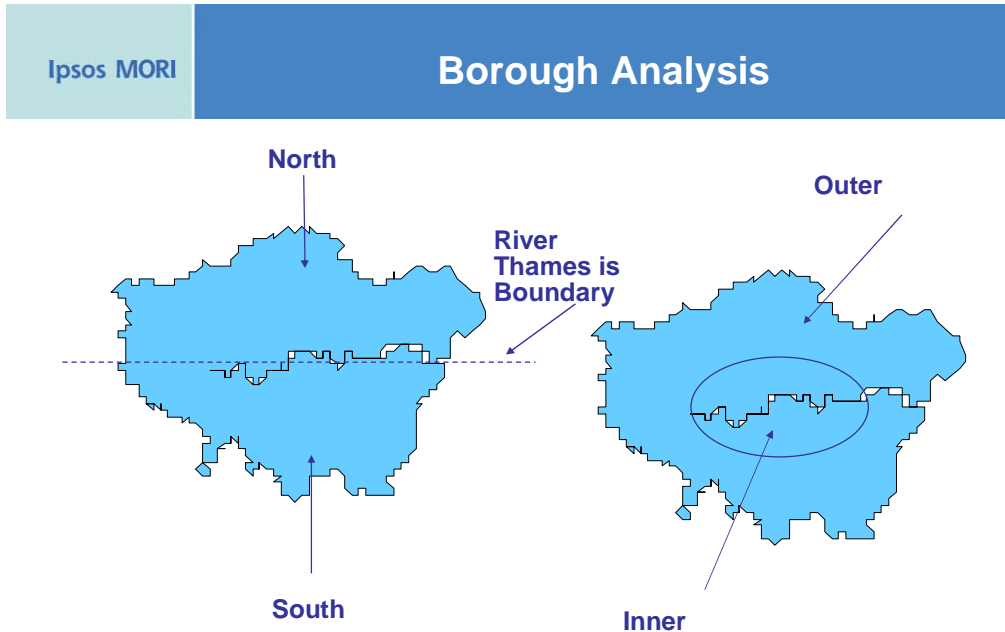 Ipsos MORI
Borough Analysis
North
Outer
River
Thames is
Boundary
South
Inner